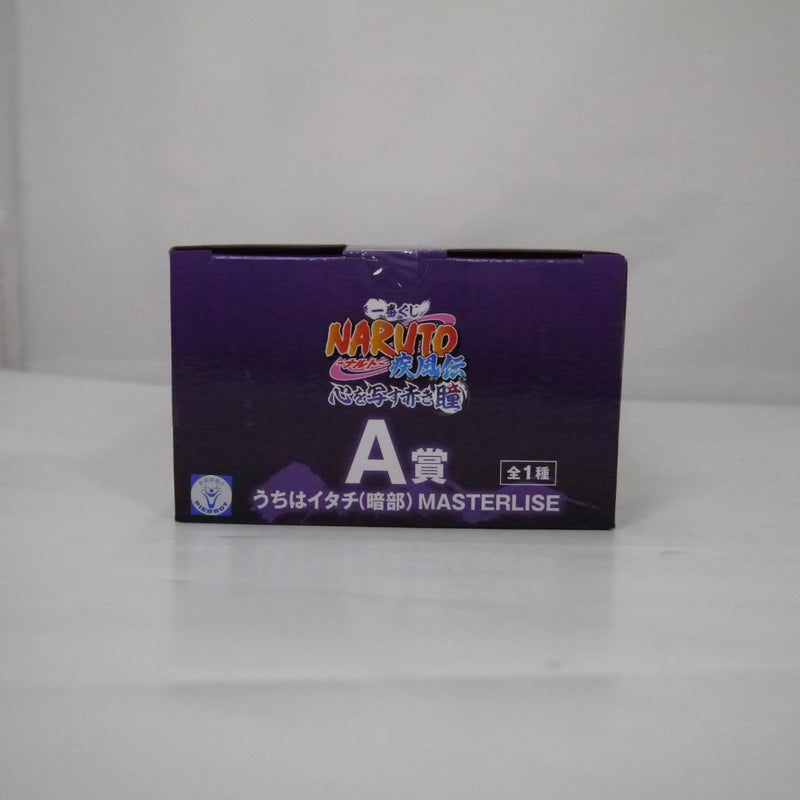 一番くじ
NARUTO
-ナルト-
疾風伝
心を写す赤き瞳
A賞
全1種
うちはイタチ(暗部) MASTERLISE
PIERROT